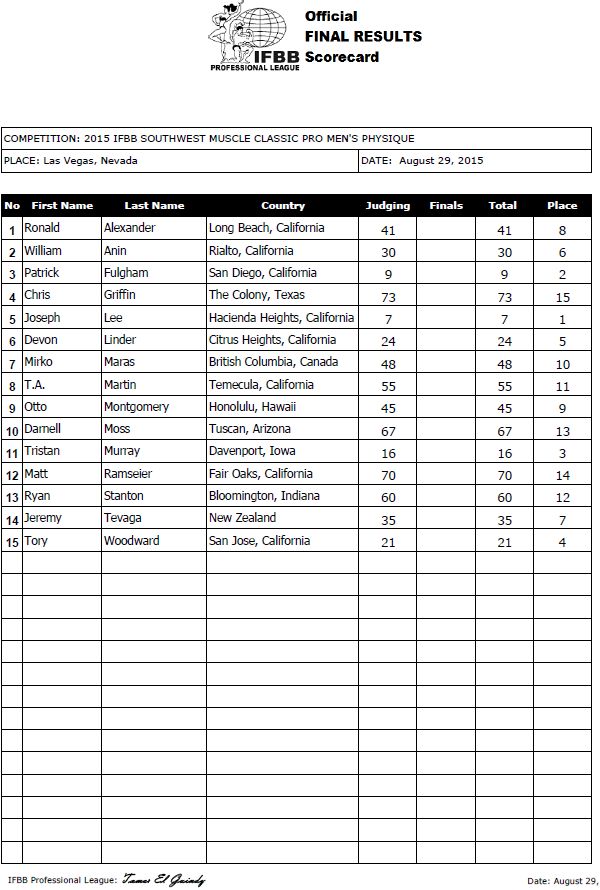 Official
FINAL RESULTS
IFBB Scorecard
PROFESSIONAL LEAGUE
COMPETITION: 2015 IFBB SOUTHWEST MUSCLE CLASSIC PRO MEN'S PHYSIQUE
PLACE: Las Vegas, Nevada DATE: August 29, 2015
No First Name Last Name Country Judging Finals Total Place
1 Ronald Alexander Long Beach, California 41 41 8
2 William Anin Rialto, California 30 30 6
3 Patrick Fulgham San Diego, California 9 9 2
4 Chris Griffin The Colony, Texas 73 73 15
5 Joseph Lee Hacienda Heights, California 7 7 1
6 Devon Linder Citrus Heights, California 24 24 5
7 Mirko Maras British Columbia, Canada 48 48 10
8 T.A. Martin Temecula, California 55 55 11
9 Otto Montgomery Honolulu, Hawaii 45 45 9
10 Darnell Moss Tuscan, Arizona 67 67 13
11 Tristan Murray Davenport, Iowa 16 16 3
12 Matt Ramseier Fair Oaks, California 70 70 14
13 Ryan Stanton Bloomington, Indiana 60 60 12
14 Jeremy Tevaga New Zealand 35 35 7
15 Tory Woodward San Jose, California 21 21 4
IFBB Professional League: Tamer El Guindy Date: August 29,